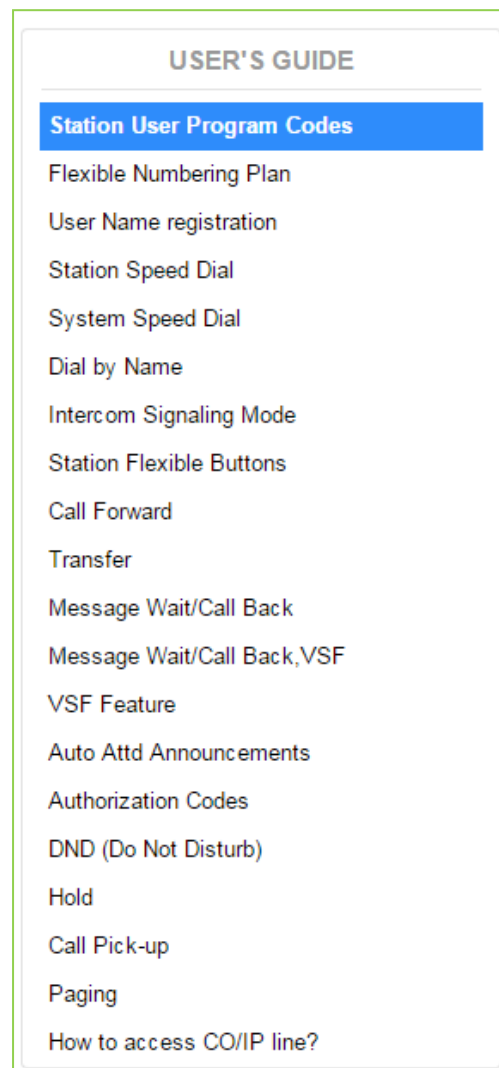 USER'S GUIDE
Station User Program Codes
Flexible Numbering Plan
User Name registration
Station Speed Dial
System Speed Dial
Dial by Name
Intercom Signaling Mode
Station Flexible Buttons
Call Forward
Transfer
Message Wait/Call Back
Message Wait/Call Back,VSF
VSF Feature
Auto Attd Announcements
Authorization Codes
DND (Do Not Disturb)
Hold
Call Pick-up
Paging
How to access CO/IP line?